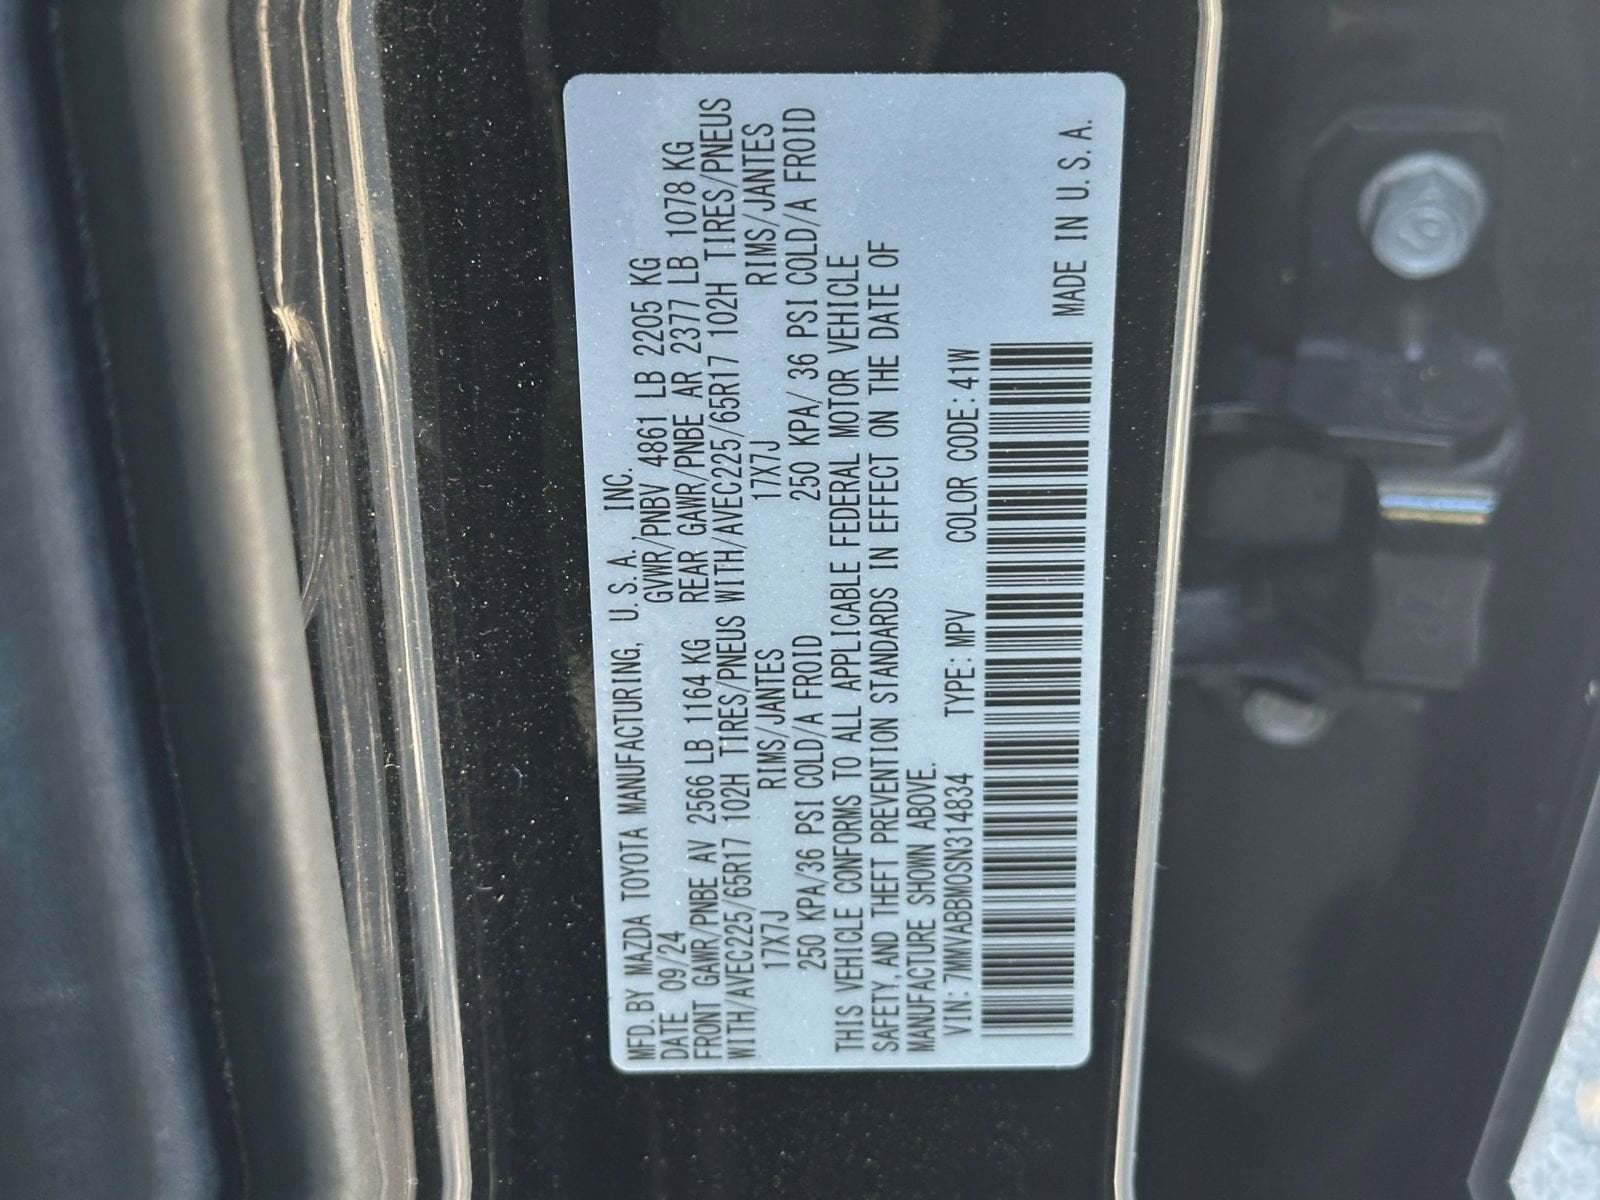 MFD. BY MAZDA TOYOTA MANUFACTURING, U. S. A., INC.
DATE 09/24 GVWR/PNBV 4861 LB 2205 KG
FRONT GAWR/PNBE AV 2566 LB 1164 KG REAR GAWR/PNBE AR 2377 LB 1078 KG
WITH/AVEC225/65R17 102H TIRES/PNEUS WITH/AVEC225/65R17 102H TIRES/PNEUS
17X7J RIMS/JANTES 17X7J RIMS/JANTES
250 KPA/36 PSI COLD/A FROID 250 KPA/ 36 PSI COLD/A FROID
THIS VEHICLE CONFORMS TO ALL APPLICABLE FEDERAL MOTOR VEHICLE
SAFETY, AND THEFT PREVENTION STANDARDS IN EFFECT ON THE DATE OF
MANUFACTURE SHOWN ABOVE.
VIN: 7MMVABBM0SN314834 TYPE: MPV COLOR CODE: 41W
MADE IN U. S. A.